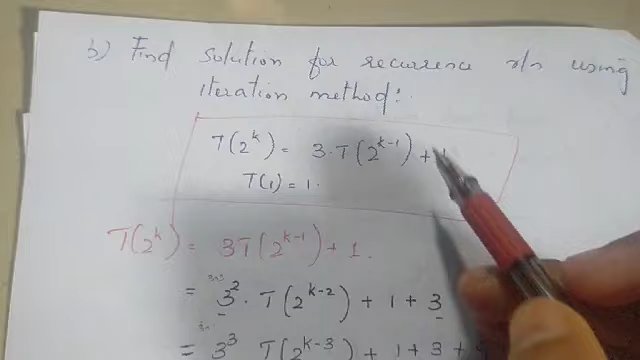 b) Find solution for recurrence r/n using
iteration method:
T(2^k) = 3.T(2^(k-1)) + 1
T(1) = 1.
T(2^k) = 3T(2^(k-1)) + 1.
= 3^2 . T(2^(k-2)) + 1 + 3
= 3^3 T(2^(k-3)) + 1 + 3 +